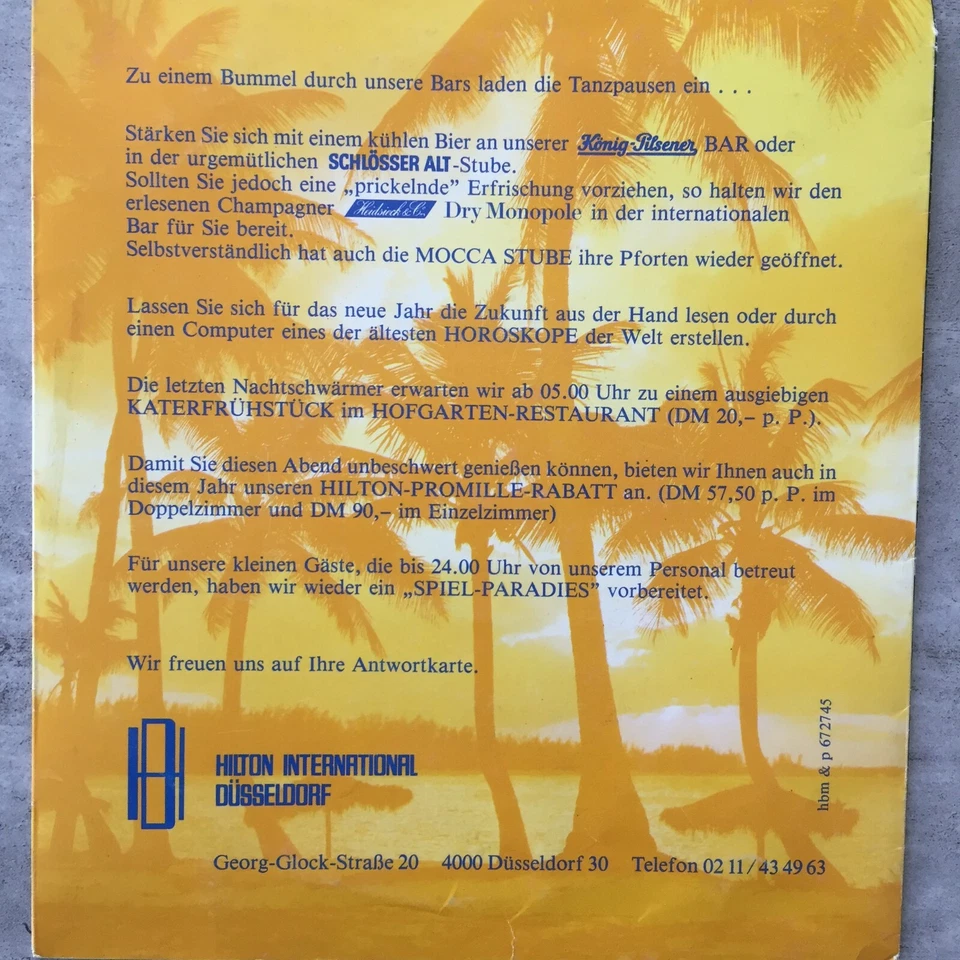 Zu einem Bummel durch unsere Bars laden die Tanzpausen ein . . .
Stärken Sie sich mit einem kühlen Bier an unserer König-Pilsener BAR oder
in der urgemütlichen SCHLÖSSER ALT-Stube.
Sollten Sie jedoch eine „prickelnde” Erfrischung vorziehen, so halten wir den
erlesenen Champagner Heidsieck & Co. Dry Monopole in der internationalen
Bar für Sie bereit.
Selbstverständlich hat auch die MOCCA STUBE ihre Pforten wieder geöffnet.
Lassen Sie sich für das neue Jahr die Zukunft aus der Hand lesen oder durch
einen Computer eines der ältesten HOROSKOPE der Welt erstellen.
Die letzten Nachtschwärmer erwarten wir ab 05.00 Uhr zu einem ausgiebigen
KATERFRÜHSTÜCK im HOFGARTEN-RESTAURANT (DM 20,– p. P.).
Damit Sie diesen Abend unbeschwert genießen können, bieten wir Ihnen auch in
diesem Jahr unseren HILTON-PROMILLE-RABATT an. (DM 57,50 p. P. im
Doppelzimmer und DM 90,– im Einzelzimmer)
Für unsere kleinen Gäste, die bis 24.00 Uhr von unserem Personal betreut
werden, haben wir wieder ein „SPIEL-PARADIES” vorbereitet.
Wir freuen uns auf Ihre Antwortkarte.
HILTON INTERNATIONAL
DÜSSELDORF
Georg-Glock-Straße 20 4000 Düsseldorf 30 Telefon 02 11/43 49 63
hbm & p 672745